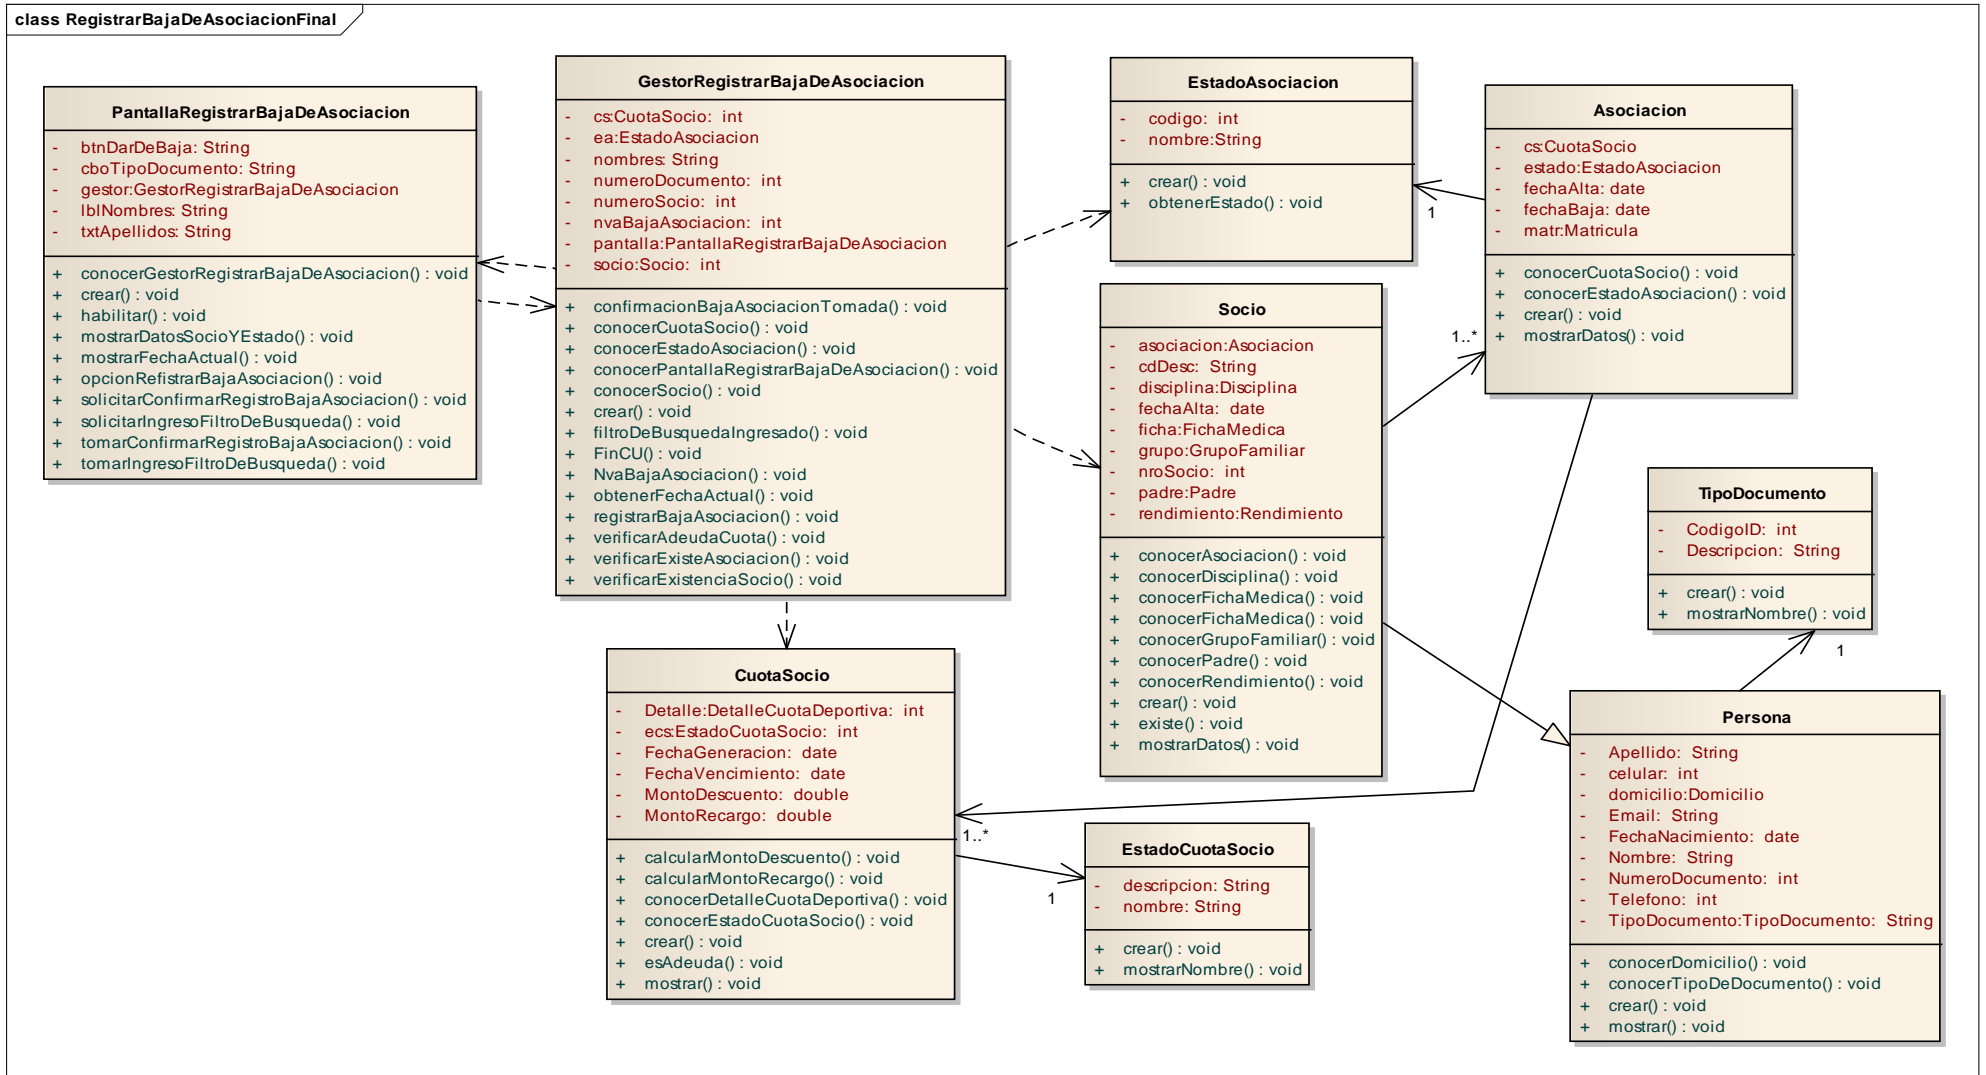 class RegistrarBajaDeAsociacionFinal
PantallaRegistrarBajaDeAsociacion
- btnDarDeBaja: String
- cboTipoDocumento: String
- gestor:GestorRegistrarBajaDeAsociacion
- lblNombres: String
- txtApellidos: String
+ conocerGestorRegistrarBajaDeAsociacion() : void
+ crear() : void
+ habilitar() : void
+ mostrarDatosSocioYEstado() : void
+ mostrarFechaActual() : void
+ opcionRefistrarBajaAsociacion() : void
+ solicitarConfirmarRegistroBajaAsociacion() : void
+ solicitarIngresoFiltroDeBusqueda() : void
+ tomarConfirmarRegistroBajaAsociacion() : void
+ tomarIngresoFiltroDeBusqueda() : void
GestorRegistrarBajaDeAsociacion
- cs:CuotaSocio: int
- ea:EstadoAsociacion
- nombres: String
- numeroDocumento: int
- numeroSocio: int
- nvaBajaAsociacion: int
- pantalla:PantallaRegistrarBajaDeAsociacion
- socio:Socio: int
+ confirmacionBajaAsociacionTomada() : void
+ conocerCuotaSocio() : void
+ conocerEstadoAsociacion() : void
+ conocerPantallaRegistrarBajaDeAsociacion() : void
+ conocerSocio() : void
+ crear() : void
+ filtroDeBusquedaIngresado() : void
+ FinCU() : void
+ NvaBajaAsociacion() : void
+ obtenerFechaActual() : void
+ registrarBajaAsociacion() : void
+ verificarAdeudaCuota() : void
+ verificarExisteAsociacion() : void
+ verificarExistenciaSocio() : void
EstadoAsociacion
- codigo: int
- nombre:String
+ crear() : void
+ obtenerEstado() : void
1
Asociacion
- cs:CuotaSocio
- estado:EstadoAsociacion
- fechaAlta: date
- fechaBaja: date
- matr:Matricula
+ conocerCuotaSocio() : void
+ conocerEstadoAsociacion() : void
+ crear() : void
+ mostrarDatos() : void
1..*
Socio
- asociacion:Asociacion
- cdDesc: String
- disciplina:Disciplina
- fechaAlta: date
- ficha:FichaMedica
- grupo:GrupoFamiliar
- nroSocio: int
- padre:Padre
- rendimiento:Rendimiento
+ conocerAsociacion() : void
+ conocerDisciplina() : void
+ conocerFichaMedica() : void
+ conocerFichaMedica() : void
+ conocerGrupoFamiliar() : void
+ conocerPadre() : void
+ conocerRendimiento() : void
+ crear() : void
+ existe() : void
+ mostrarDatos() : void
TipoDocumento
- CodigoID: int
- Descripcion: String
+ crear() : void
+ mostrarNombre() : void
1
CuotaSocio
- Detalle:DetalleCuotaDeportiva: int
- ecs:EstadoCuotaSocio: int
- FechaGeneracion: date
- FechaVencimiento: date
- MontoDescuento: double
- MontoRecargo: double
+ calcularMontoDescuento() : void
+ calcularMontoRecargo() : void
+ conocerDetalleCuotaDeportiva() : void
+ conocerEstadoCuotaSocio() : void
+ crear() : void
+ esAdeuda() : void
+ mostrar() : void
1..*
1
EstadoCuotaSocio
- descripcion: String
- nombre: String
+ crear() : void
+ mostrarNombre() : void
Persona
- Apellido: String
- celular: int
- domicilio:Domicilio
- Email: String
- FechaNacimiento: date
- Nombre: String
- NumeroDocumento: int
- Telefono: int
- TipoDocumento:TipoDocumento: String
+ conocerDomicilio() : void
+ conocerTipoDeDocumento() : void
+ crear() : void
+ mostrar() : void